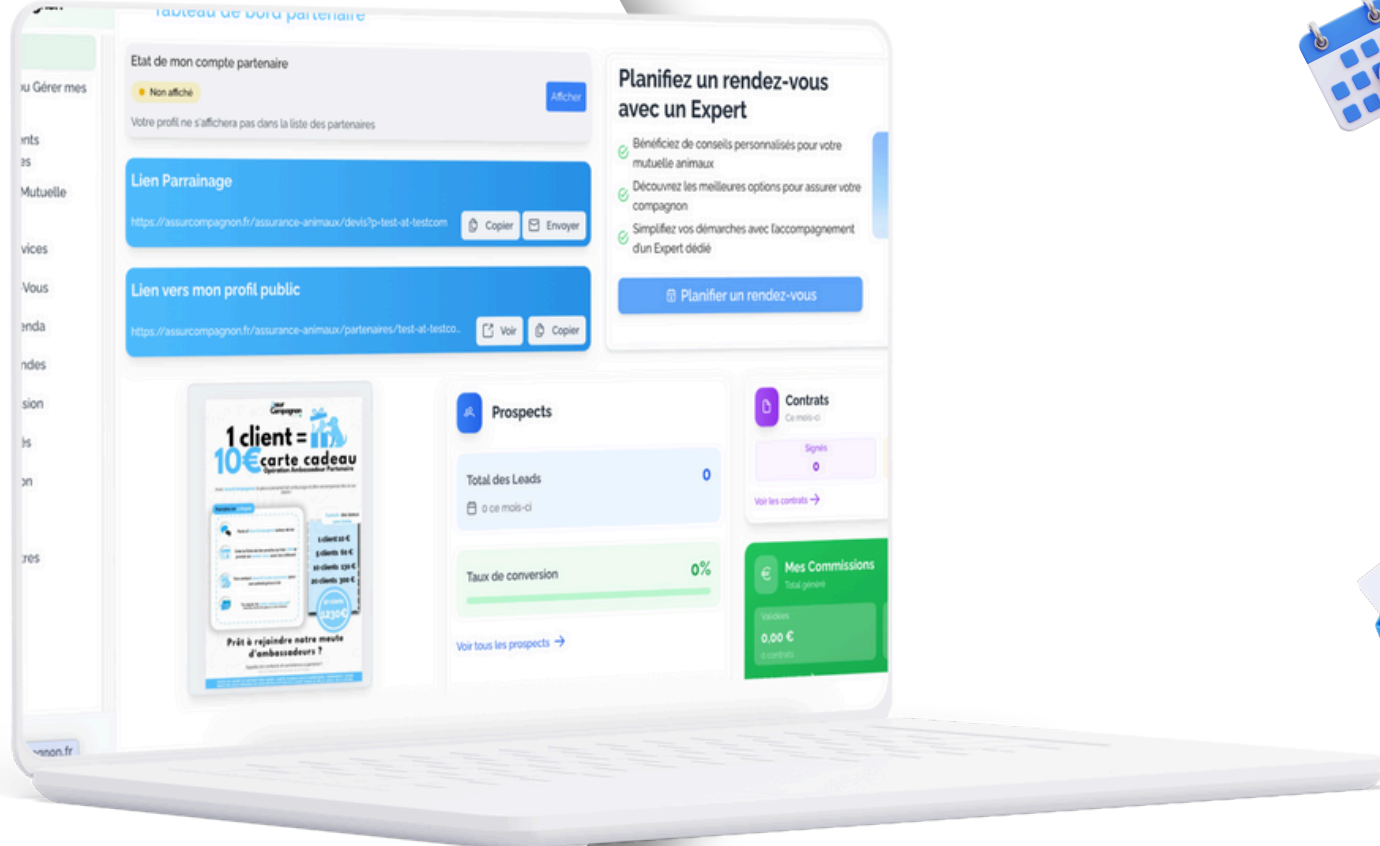 Tableau de bord partenaire
Etat de mon compte partenaire
Non affiché
Afficher
Votre profil ne s'affichera pas dans la liste des partenaires
Lien Parrainage
https://assurcompagnon.fr/assurance-animaux/devis?p=test-at-testcom
Copier
Envoyer
Lien vers mon profil public
https://assurcompagnon.fr/assurance-animaux/partenaires/test-at-testco..
Voir
Copier
Planifiez un rendez-vous
avec un Expert
Bénéficiez de conseils personnalisés pour votre
mutuelle animaux
Découvrez les meilleures options pour assurer votre
compagnon
Simplifiez vos démarches avec l'accompagnement
d'un Expert dédié
Planifier un rendez-vous
u Gérer mes
Mutuelle
vices
Vous
enda
ndes
sion
on
tres
gnon.fr
Compagnon
1 client =
10€ carte cadeau
Opération Ambassadeur Partenaire
1 client 10 €
5 clients 60 €
10 clients 130 €
20 clients 300 €
1230€
Prêt à rejoindre notre meute
d'ambassadeurs ?
Prospects
Total des Leads
0
0 ce mois-ci
Taux de conversion
0%
Voir tous les prospects →
Contrats
Ce mois-ci
Signés
0
Voir les contrats →
€
Mes Commissions
Total généré
Validées
0,00 €
0 contrats